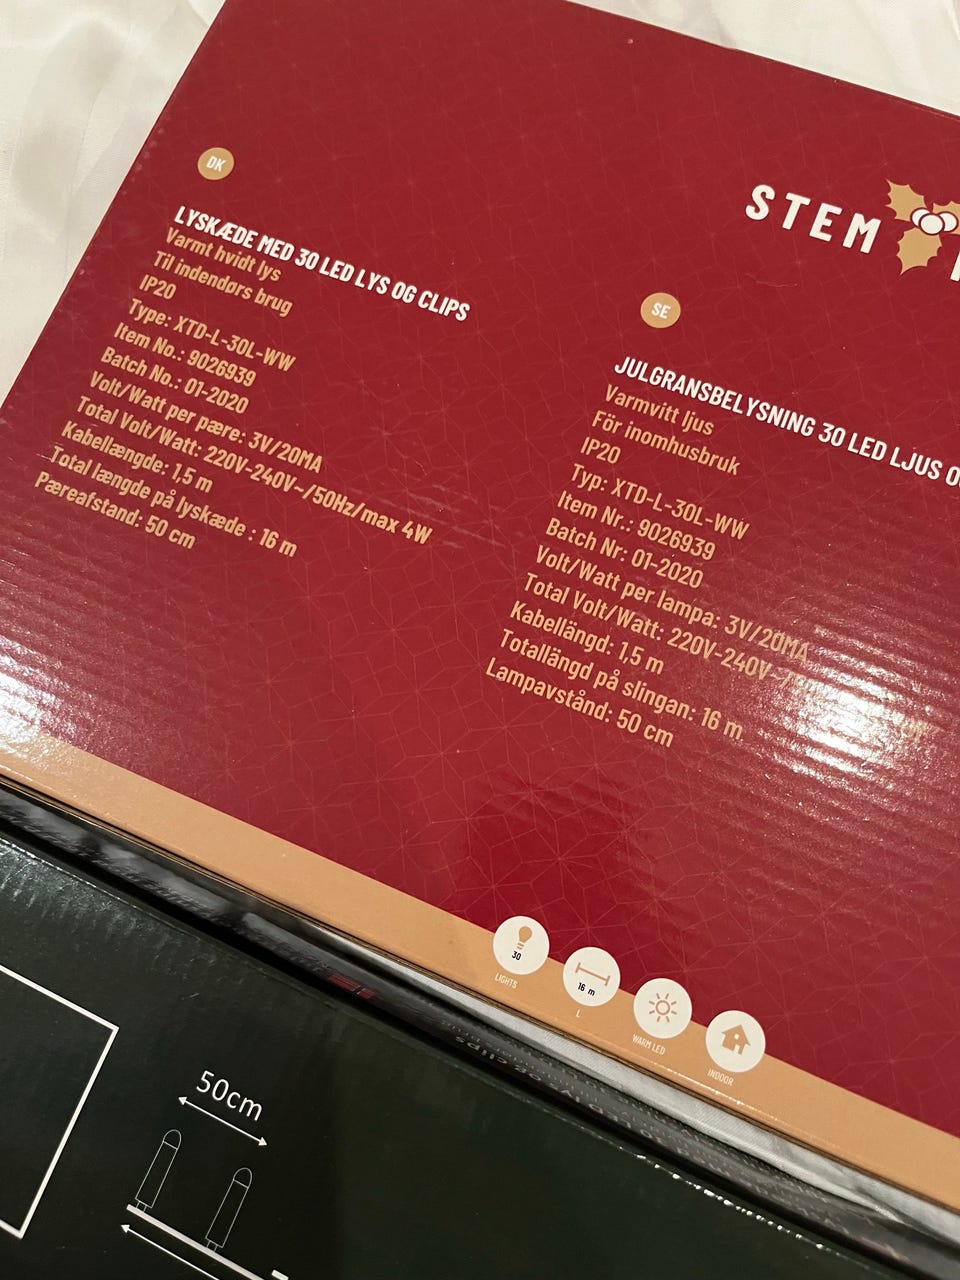 DK
LYSKÆDE MED 30 LED LYS OG CLIPS
Varmt hvidt lys
Til indendørs brug
IP20
Type: XTD-L-30L-WW
Item No.: 9026939
Batch No.: 01-2020
Volt/Watt per pære: 3V/20MA
Total Volt/Watt: 220V-240V~/50Hz/max 4W
Kabellængde: 1,5 m
Total længde på lyskæde : 16 m
Pæreafstand: 50 cm
STEM
SE
JULGRANSBELYSNING 30 LED LJUS
Varmvitt ljus
För inomhusbruk
IP20
Typ: XTD-L-30L-WW
Item Nr.: 9026939
Batch Nr: 01-2020
Volt/Watt per lampa: 3V/20MA
Total Volt/Watt: 220V-240V~
Kabellängd: 1,5 m
Totallängd på slingan: 16 m
Lampavstånd: 50 cm
30
LIGHTS
16 m
L
WARM LED
INDOOR
clips
50cm